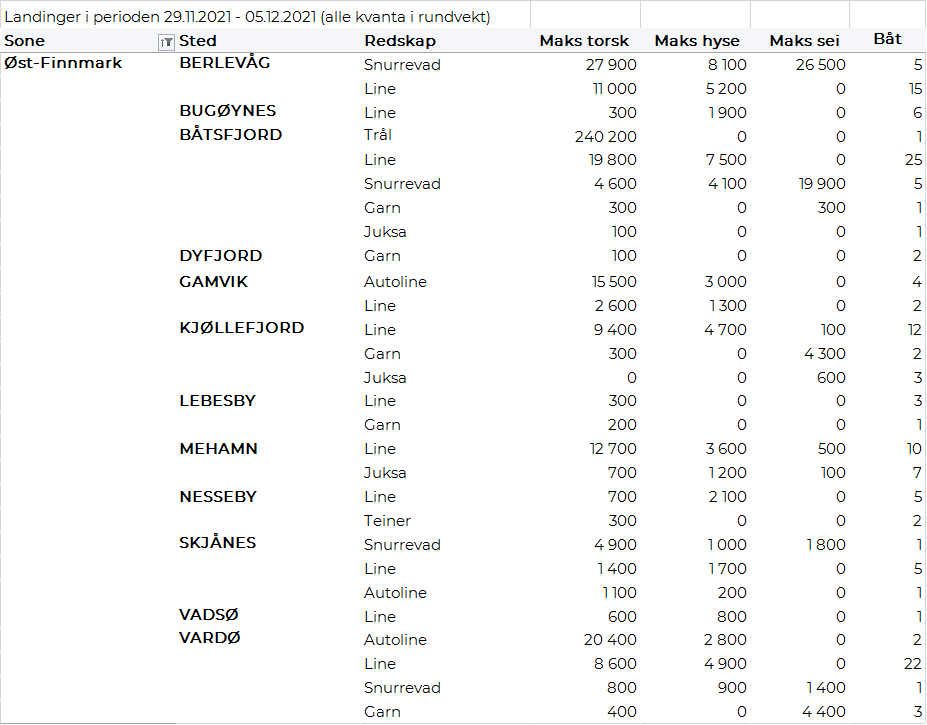 Landinger i perioden 29.11.2021 - 05.12.2021 (alle kvanta i rundvekt)
Sone Sted Redskap Maks torsk Maks hyse Maks sei Båt
Øst-Finnmark BERLEVÅG Snurrevad 27 900 8 100 26 500 5
Line 11 000 5 200 0 15
BUGØYNES Line 300 1 900 0 6
BÅTSFJORD Trål 240 200 0 0 1
Line 19 800 7 500 0 25
Snurrevad 4 600 4 100 19 900 5
Garn 300 0 300 1
Juksa 100 0 0 1
DYFJORD Garn 100 0 0 2
GAMVIK Autoline 15 500 3 000 0 4
Line 2 600 1 300 0 2
KJØLLEFJORD Line 9 400 4 700 100 12
Garn 300 0 4 300 2
Juksa 0 0 600 3
LEBESBY Line 300 0 0 3
Garn 200 0 0 1
MEHAMN Line 12 700 3 600 500 10
Juksa 700 1 200 100 7
NESSEBY Line 700 2 100 0 5
Teiner 300 0 0 2
SKJÅNES Snurrevad 4 900 1 000 1 800 1
Line 1 400 1 700 0 5
Autoline 1 100 200 0 1
VADSØ Line 600 800 0 1
VARDØ Autoline 20 400 2 800 0 2
Line 8 600 4 900 0 22
Snurrevad 800 900 1 400 1
Garn 400 0 4 400 3